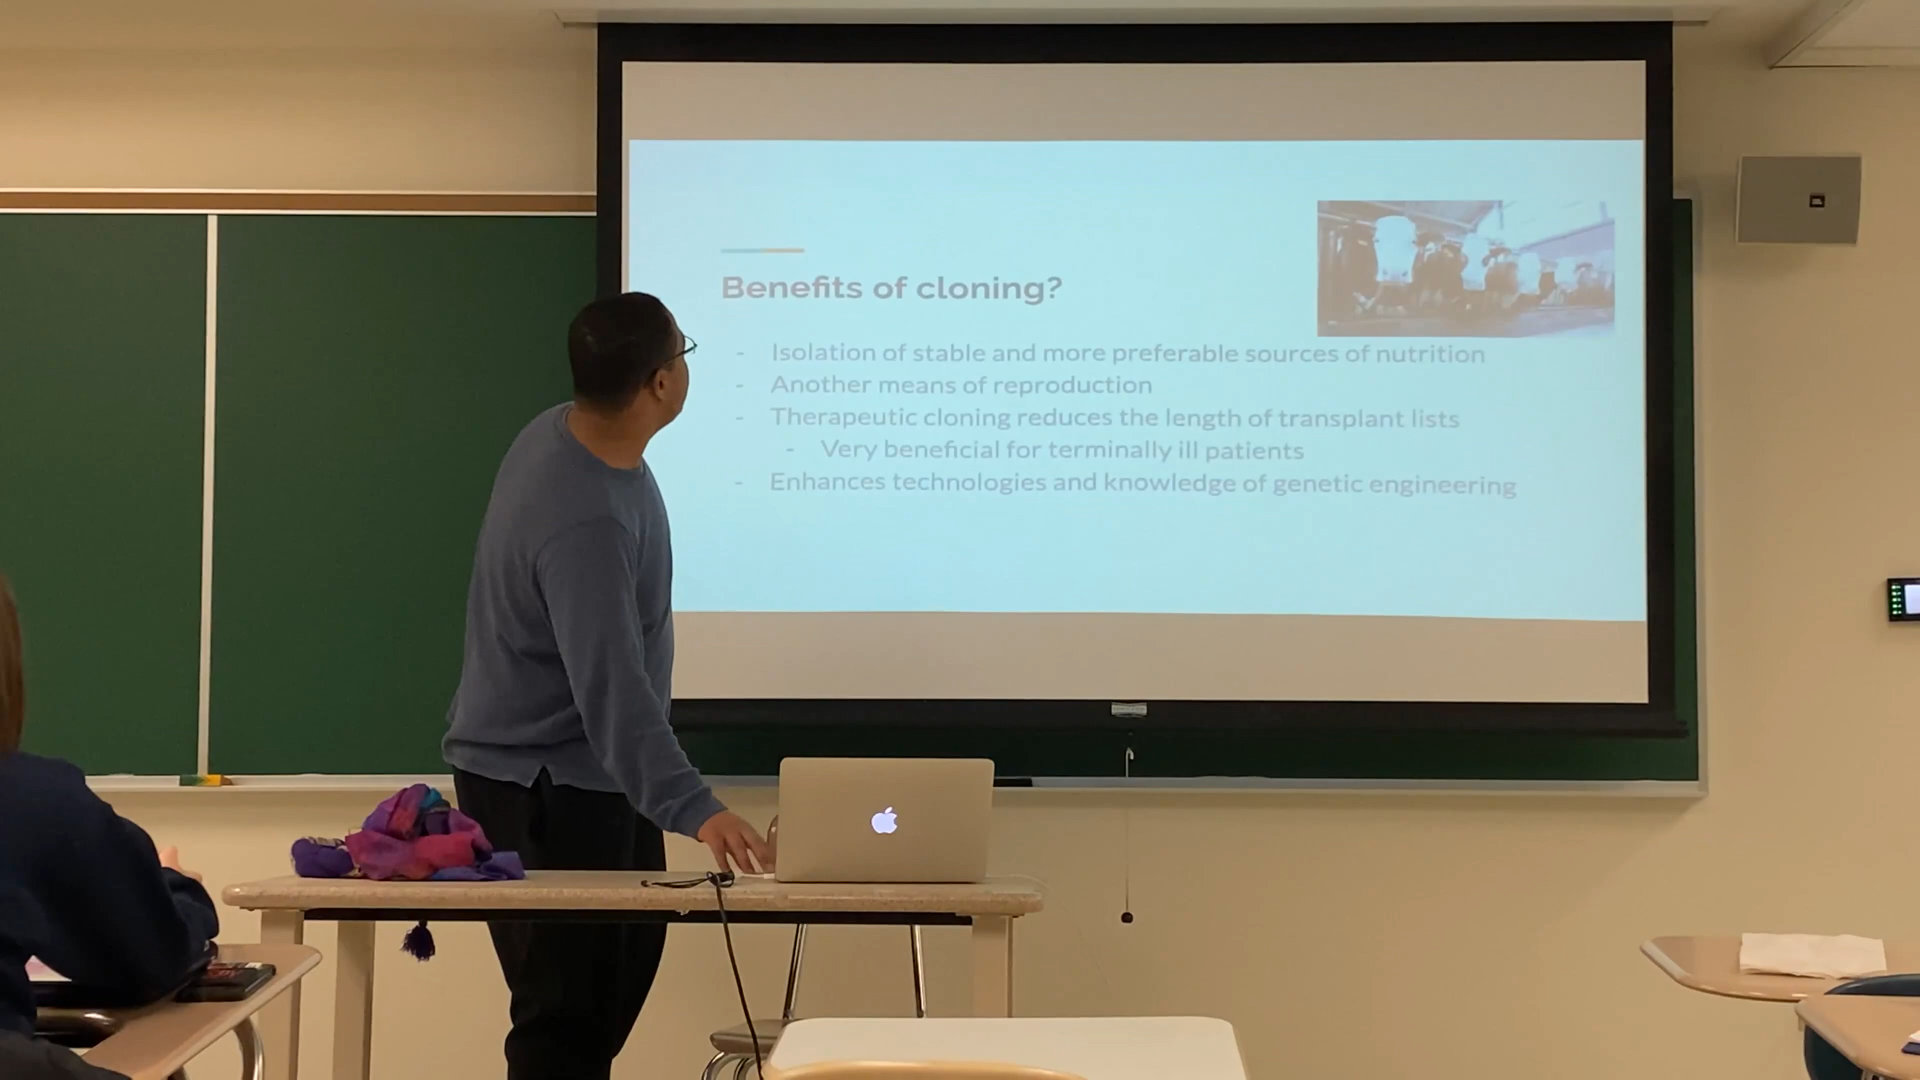 Benefits of cloning?
- Isolation of stable and more preferable sources of nutrition
- Another means of reproduction
- Therapeutic cloning reduces the length of transplant lists
- Very beneficial for terminally ill patients
- Enhances technologies and knowledge of genetic engineering